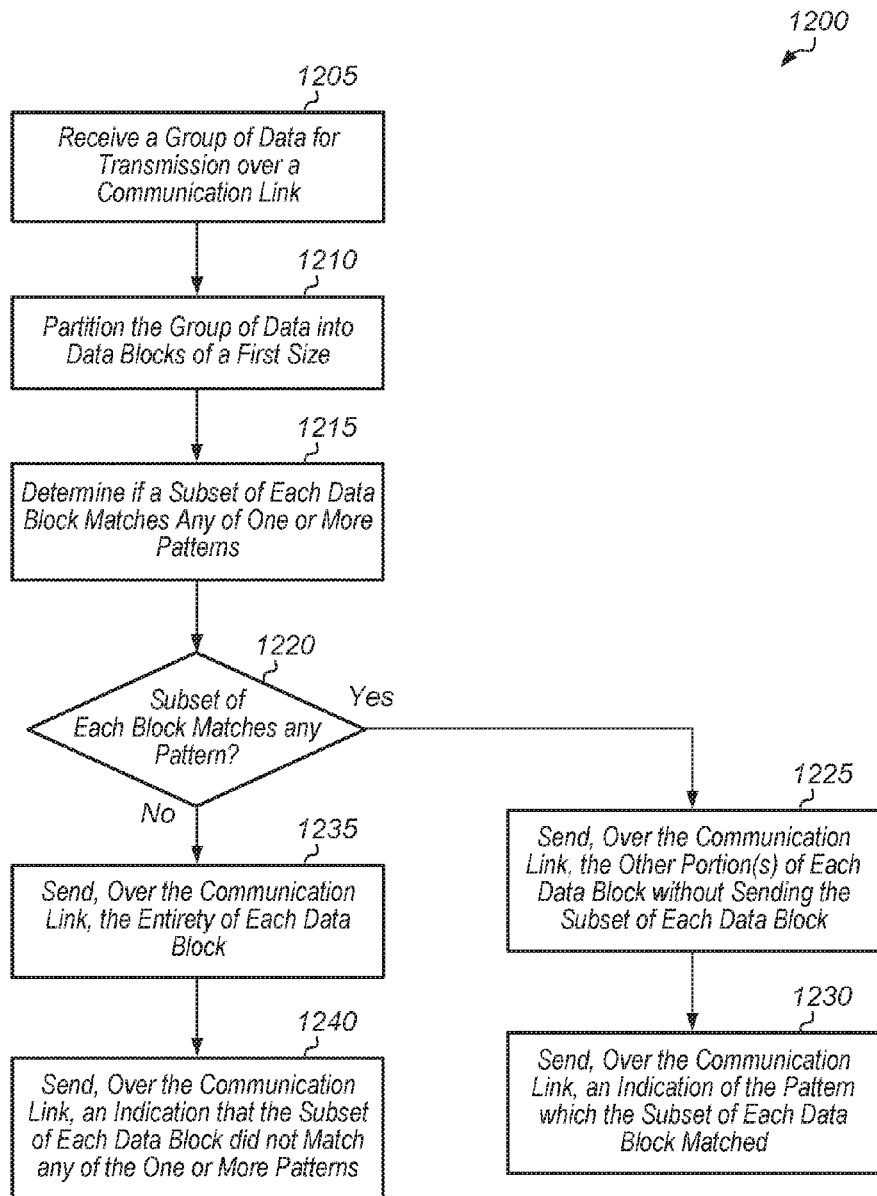 1200
1205
Receive a Group of Data for
Transmission over a
Communication Link
1210
Partition the Group of Data into
Data Blocks of a First Size
1215
Determine if a Subset of Each Data
Block Matches Any of One or More
Patterns
1220
Subset of
Each Block Matches any
Pattern?
Yes
No
1225
Send, Over the Communication
Link, the Other Portion(s) of Each
Data Block without Sending the
Subset of Each Data Block
1230
Send, Over the Communication
Link, an Indication of the Pattern
which the Subset of Each Data
Block Matched
1235
Send, Over the Communication
Link, the Entirety of Each Data
Block
1240
Send, Over the Communication
Link, an Indication that the Subset
of Each Data Block did not Match
any of the One or More Patterns